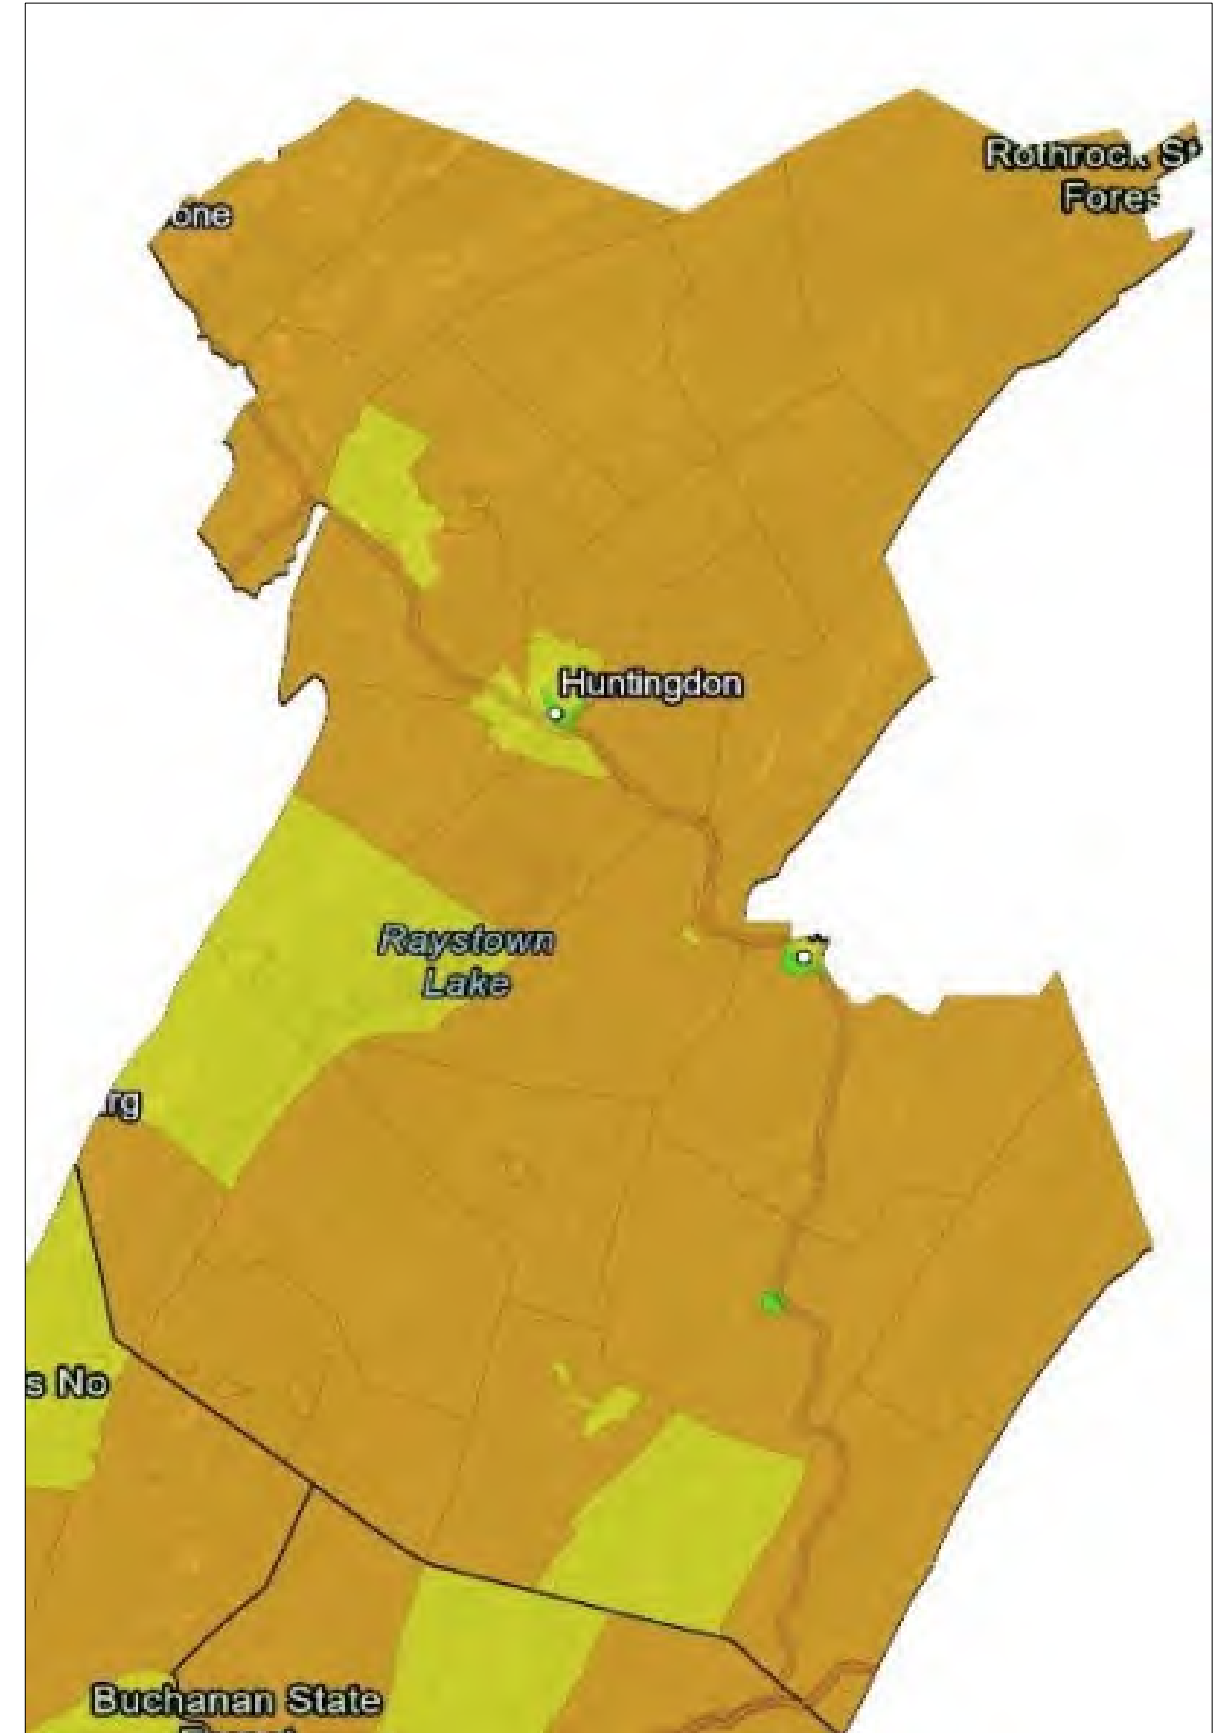 Rothrock St
Fores
one
Huntingdon
Raystown
Lake
rg
s No
Buchanan State